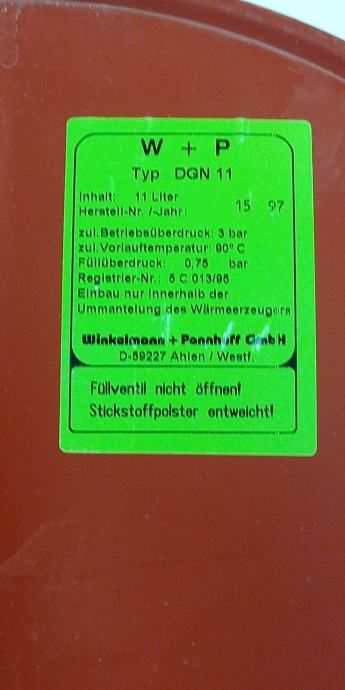 W + P
Typ DGN 11
Inhalt: 11 Liter
Herstell-Nr. /-Jahr: 15 97
zul.Betriebsüberdruck: 3 bar
zul.Vorlauftemperatur: 90° C
Füllüberdruck: 0,75 bar
Registrier-Nr.: 5 C 013/95
Einbau nur innerhalb der
Ummantelung des Wärmeerzeugers
Winkelmann + Pannhoff GmbH
D-59227 Ahlen / Westf.
Füllventil nicht öffnen!
Stickstoffpolster entweicht!